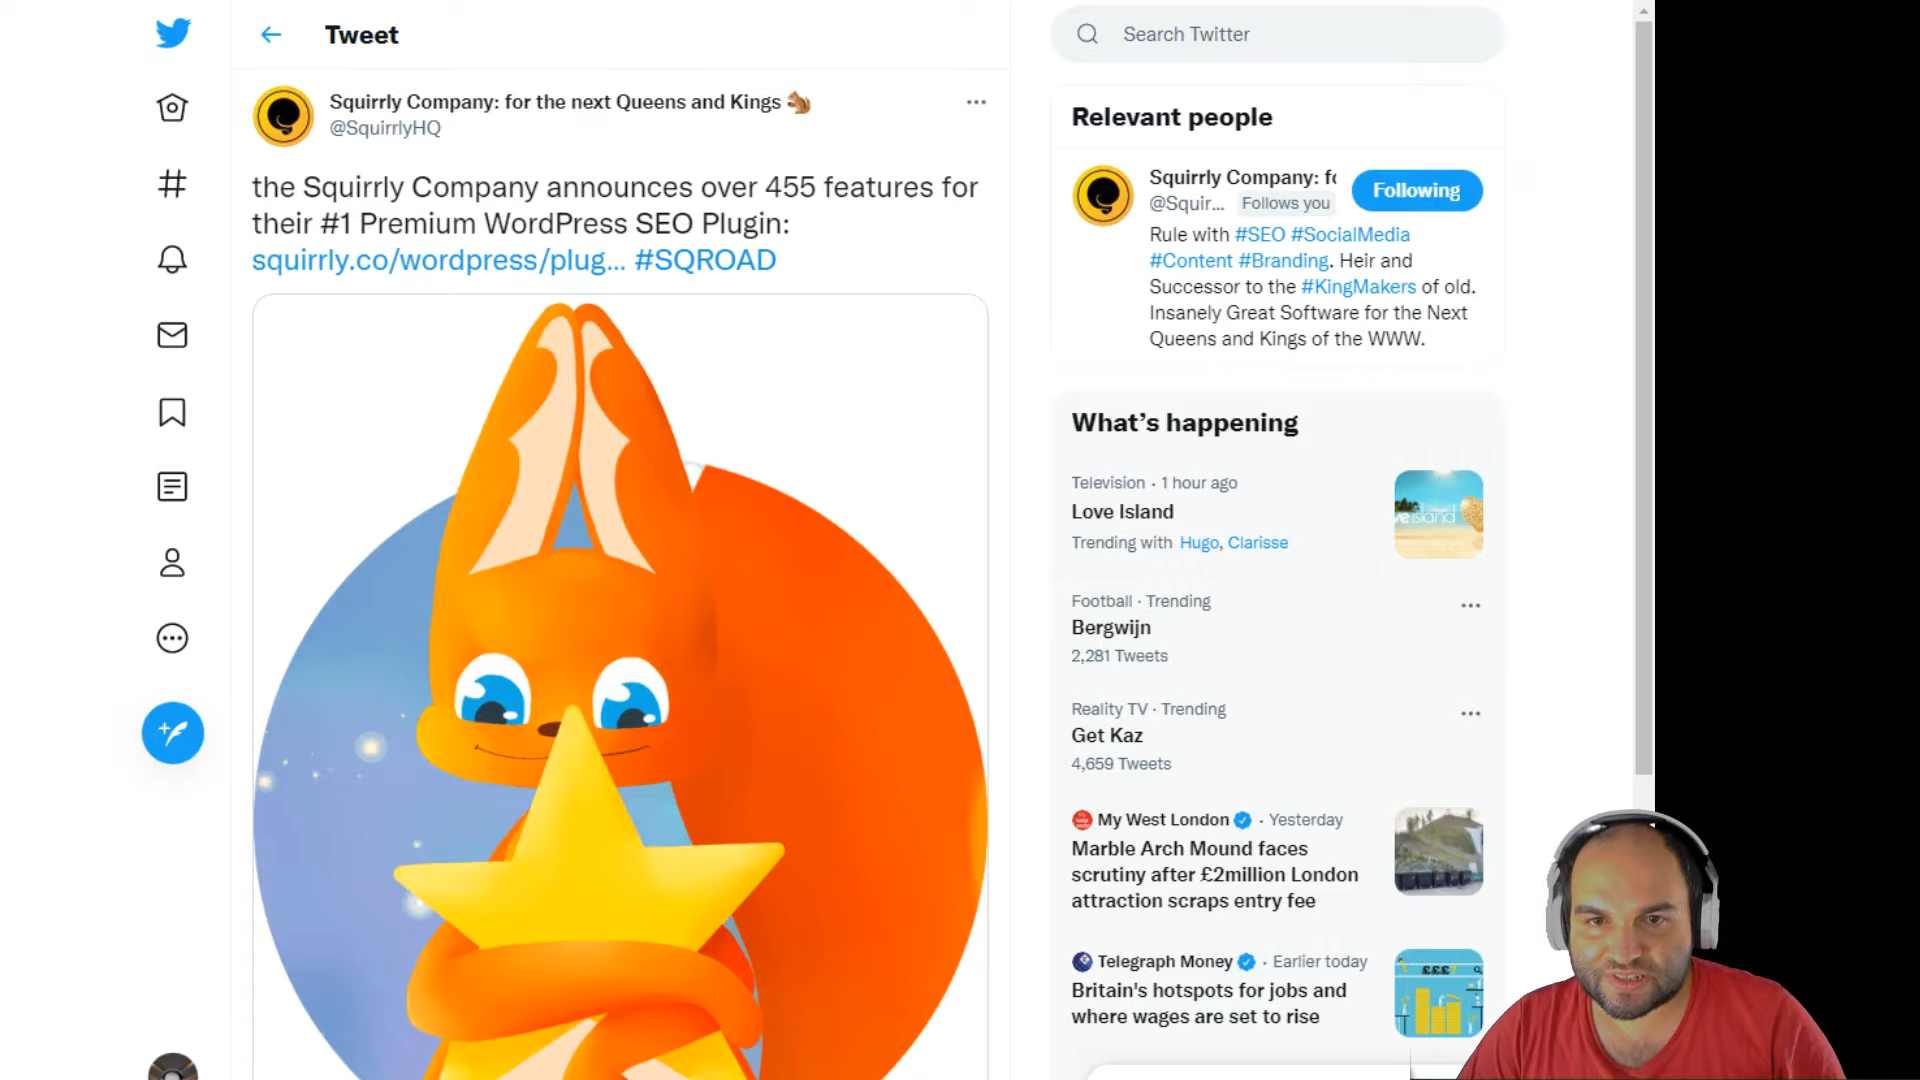 Tweet
Squirrly Company: for the next Queens and Kings 🐿
@SquirrlyHQ
the Squirrly Company announces over 455 features for
their #1 Premium WordPress SEO Plugin:
squirrly.co/wordpress/plug... #SQROAD
Search Twitter
Relevant people
Squirrly Company: f
@Squir... Follows you
Following
Rule with #SEO #SocialMedia
#Content #Branding. Heir and
Successor to the #KingMakers of old.
Insanely Great Software for the Next
Queens and Kings of the WWW.
What's happening
Television · 1 hour ago
Love Island
Trending with Hugo, Clarisse
Football · Trending
Bergwijn
2,281 Tweets
Reality TV · Trending
Get Kaz
4,659 Tweets
My West London · Yesterday
Marble Arch Mound faces
scrutiny after £2million London
attraction scraps entry fee
Telegraph Money · Earlier today
Britain's hotspots for jobs and
where wages are set to rise
£££